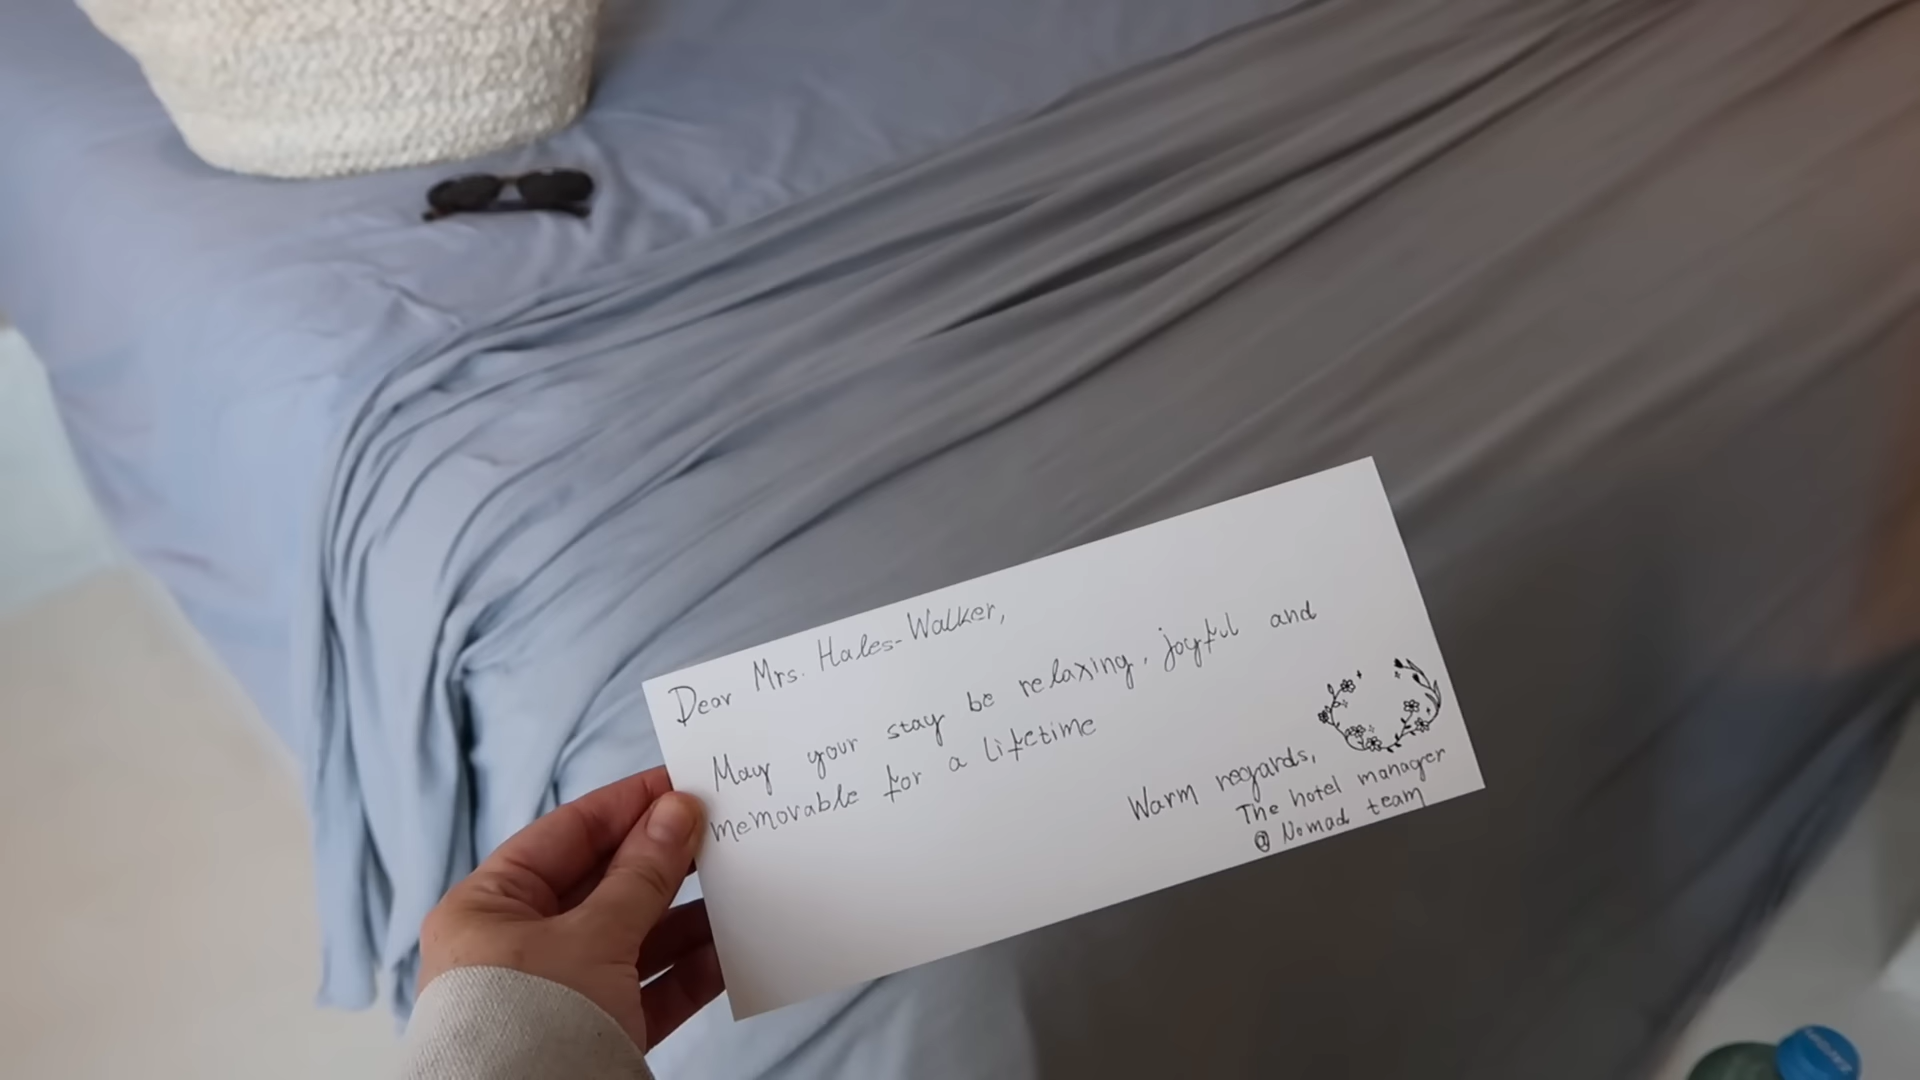 Dear Mrs. Hales-Walker,
May your stay be relaxing, joyful and
memorable for a lifetime
Warm regards,
The hotel manager
@ Nomad team